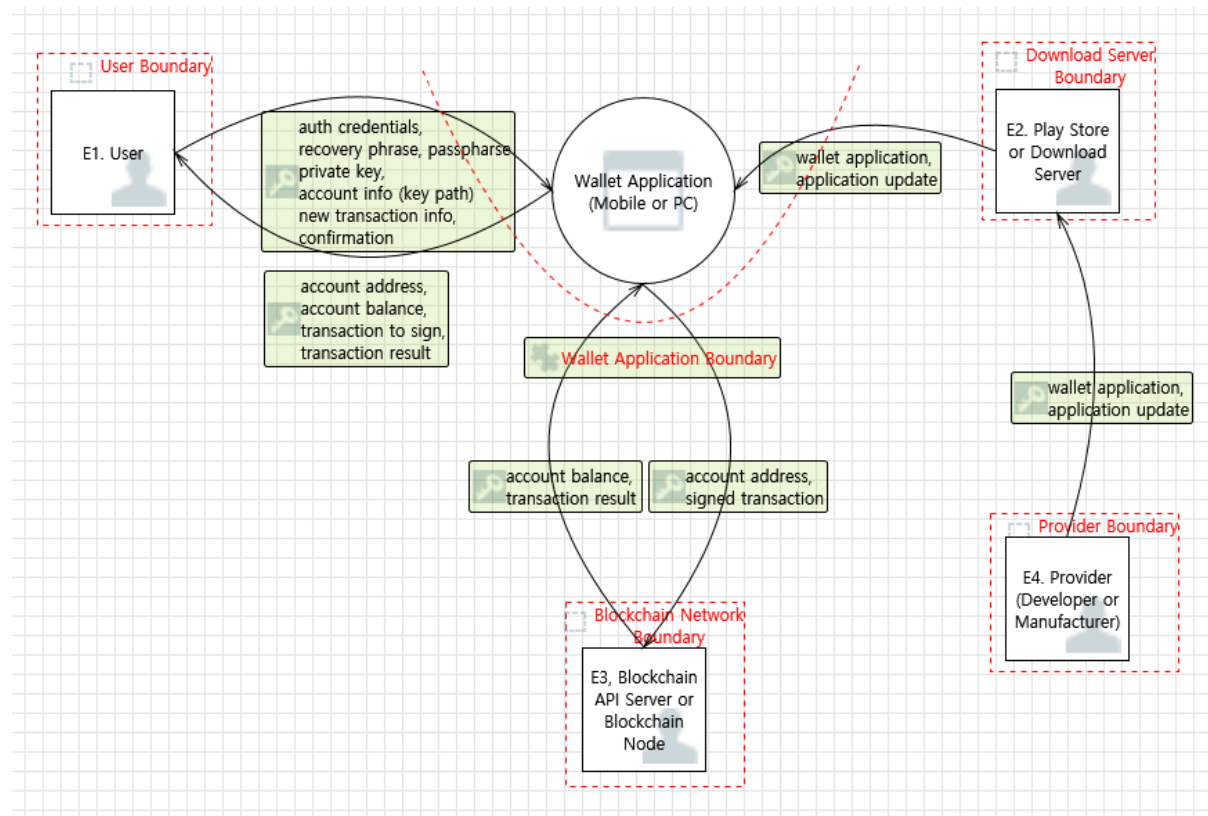 User Boundary
E1. User
auth credentials,
recovery phrase, passpharse
private key,
account info (key path)
new transaction info,
confirmation
account address,
account balance,
transaction to sign,
transaction result
Wallet Application
(Mobile or PC)
Wallet Application Boundary
wallet application,
application update
Download Server
Boundary
E2. Play Store
or Download
Server
wallet application,
application update
Provider Boundary
E4. Provider
(Developer or
Manufacturer)
account balance,
transaction result
account address,
signed transaction
Blockchain Network
Boundary
E3, Blockchain
API Server or
Blockchain
Node